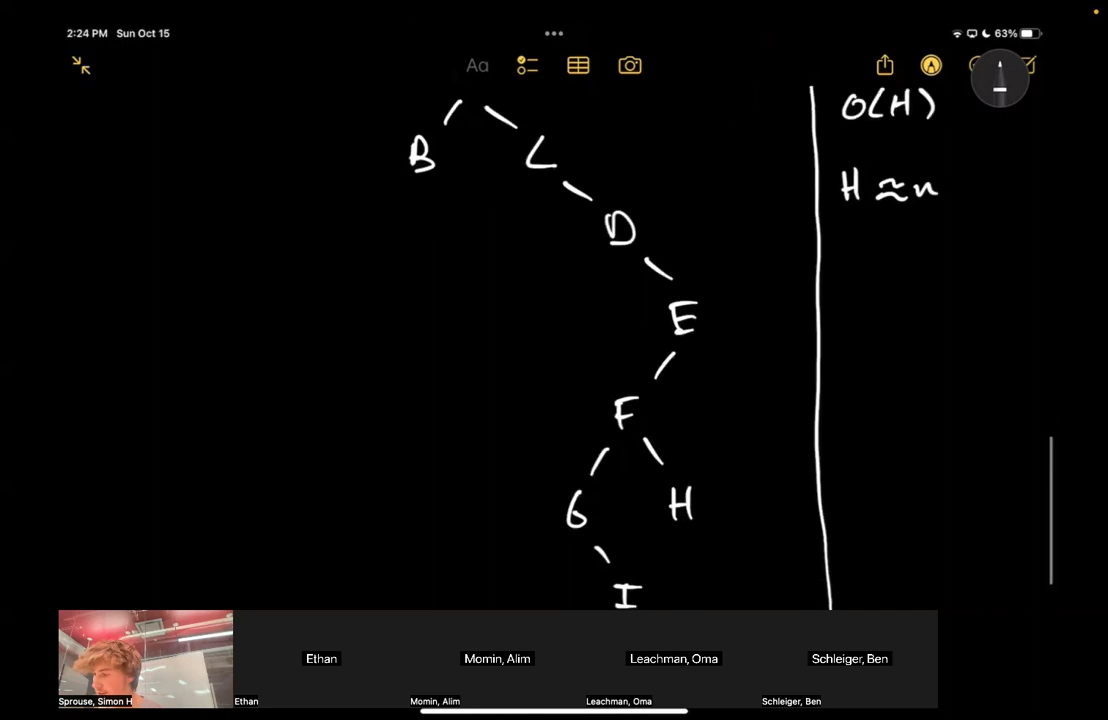 2:24 PM Sun Oct 15
63%
Aa
O(H)
H ≈ n
B
C
D
E
F
G
H
I
Ethan
Momin, Alim
Leachman, Oma
Schleiger, Ben
Sprouse, Simon H
Ethan
Momin, Alim
Leachman, Oma
Schleiger, Ben